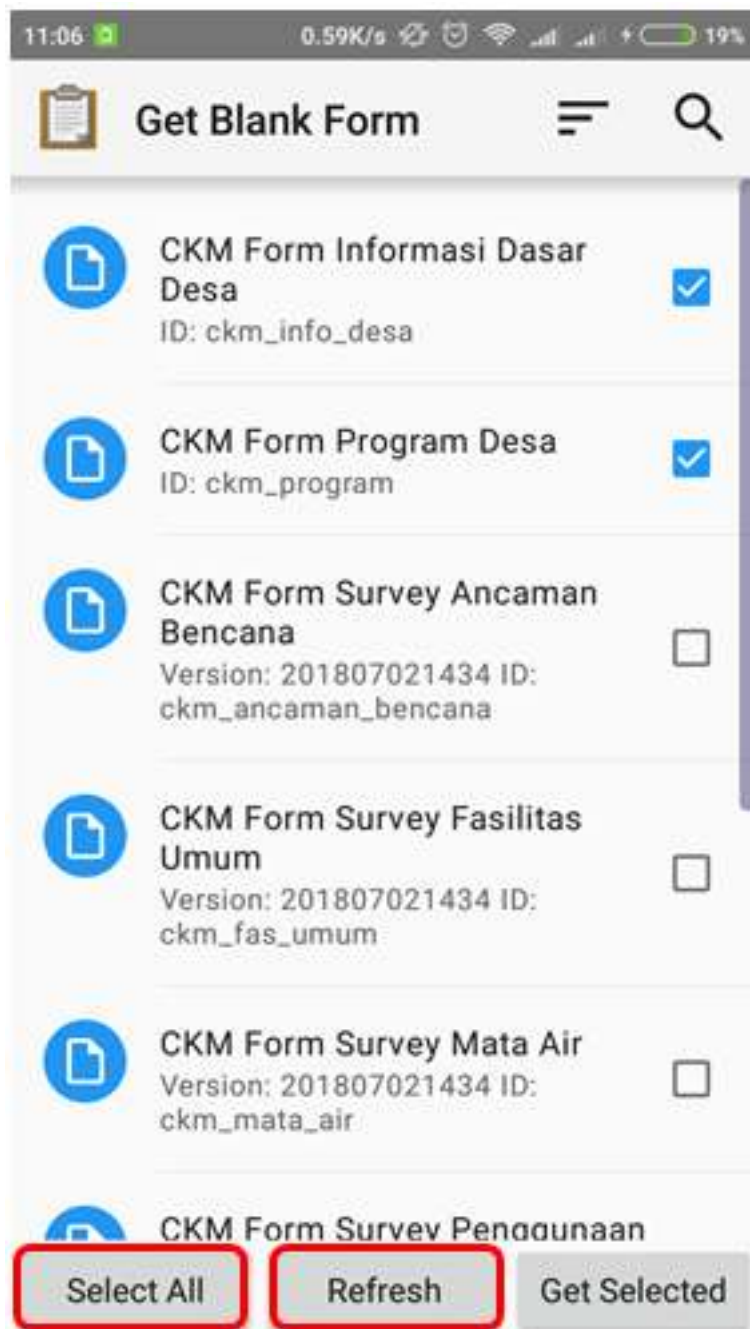 11:06 0.59K/s 19%
Get Blank Form
CKM Form Informasi Dasar
Desa
ID: ckm_info_desa
CKM Form Program Desa
ID: ckm_program
CKM Form Survey Ancaman
Bencana
Version: 201807021434 ID:
ckm_ancaman_bencana
CKM Form Survey Fasilitas
Umum
Version: 201807021434 ID:
ckm_fas_umum
CKM Form Survey Mata Air
Version: 201807021434 ID:
ckm_mata_air
CKM Form Survey Penggunaan
Select All Refresh Get Selected